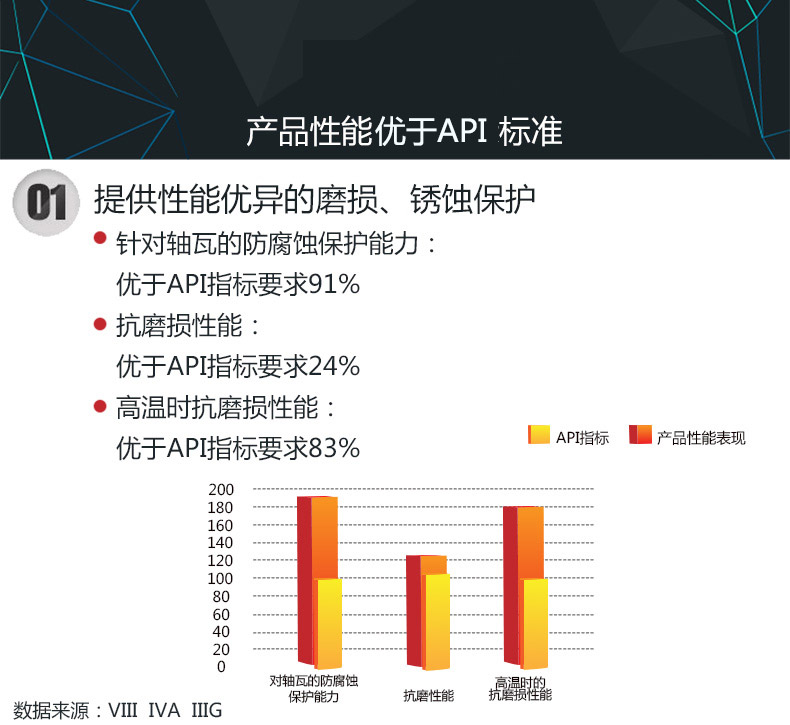 产品性能优于API 标准
01
提供性能优异的磨损、锈蚀保护
针对轴瓦的防腐蚀保护能力：
优于API指标要求91%
抗磨损性能：
优于API指标要求24%
高温时抗磨损性能：
优于API指标要求83%
API指标 产品性能表现
200
180
160
140
120
100
80
60
40
20
0
对轴瓦的防腐蚀
保护能力
抗磨性能
高温时的
抗磨损性能
数据来源：VIII IVA IIIG